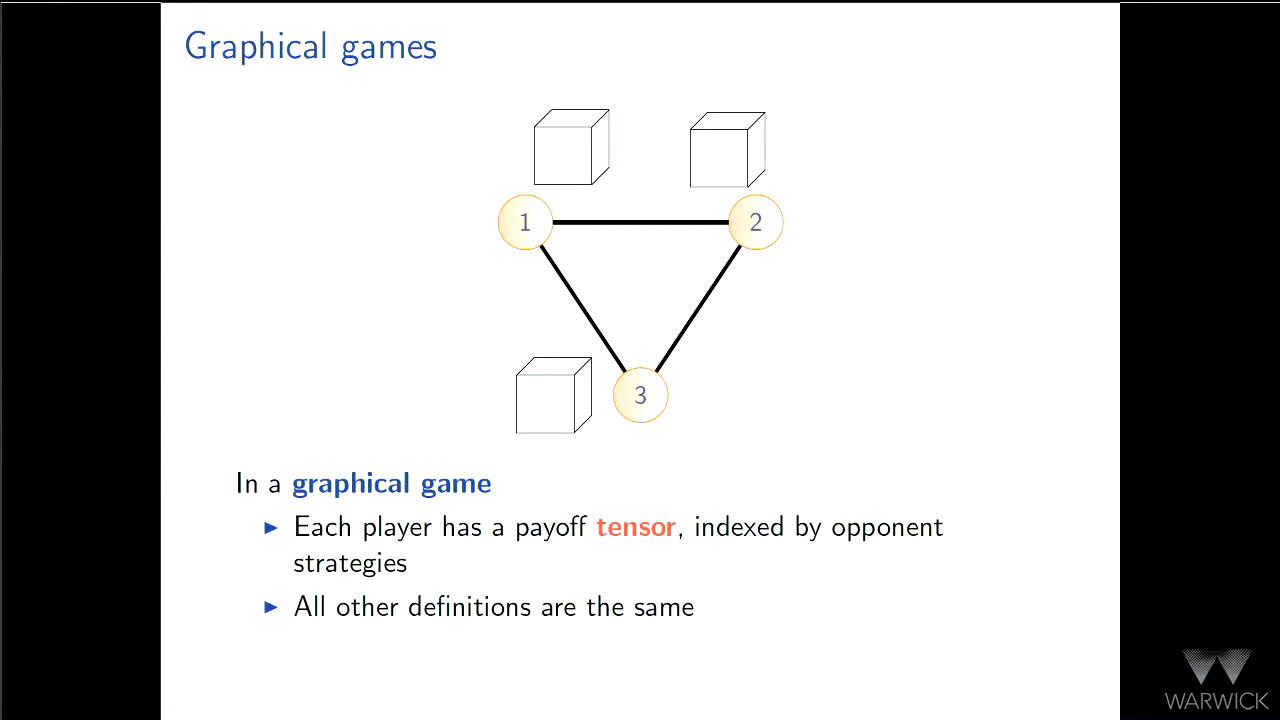 Graphical games
1
2
3
In a graphical game
Each player has a payoff tensor, indexed by opponent
strategies
All other definitions are the same
WARWICK